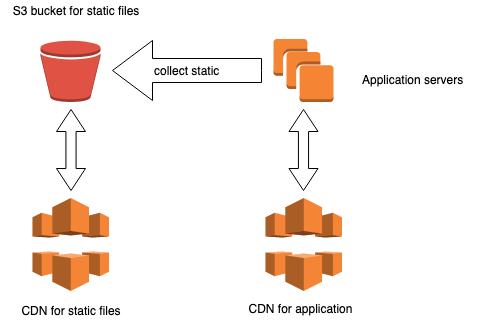 S3 bucket for static files
collect static
Application servers
CDN for static files
CDN for application